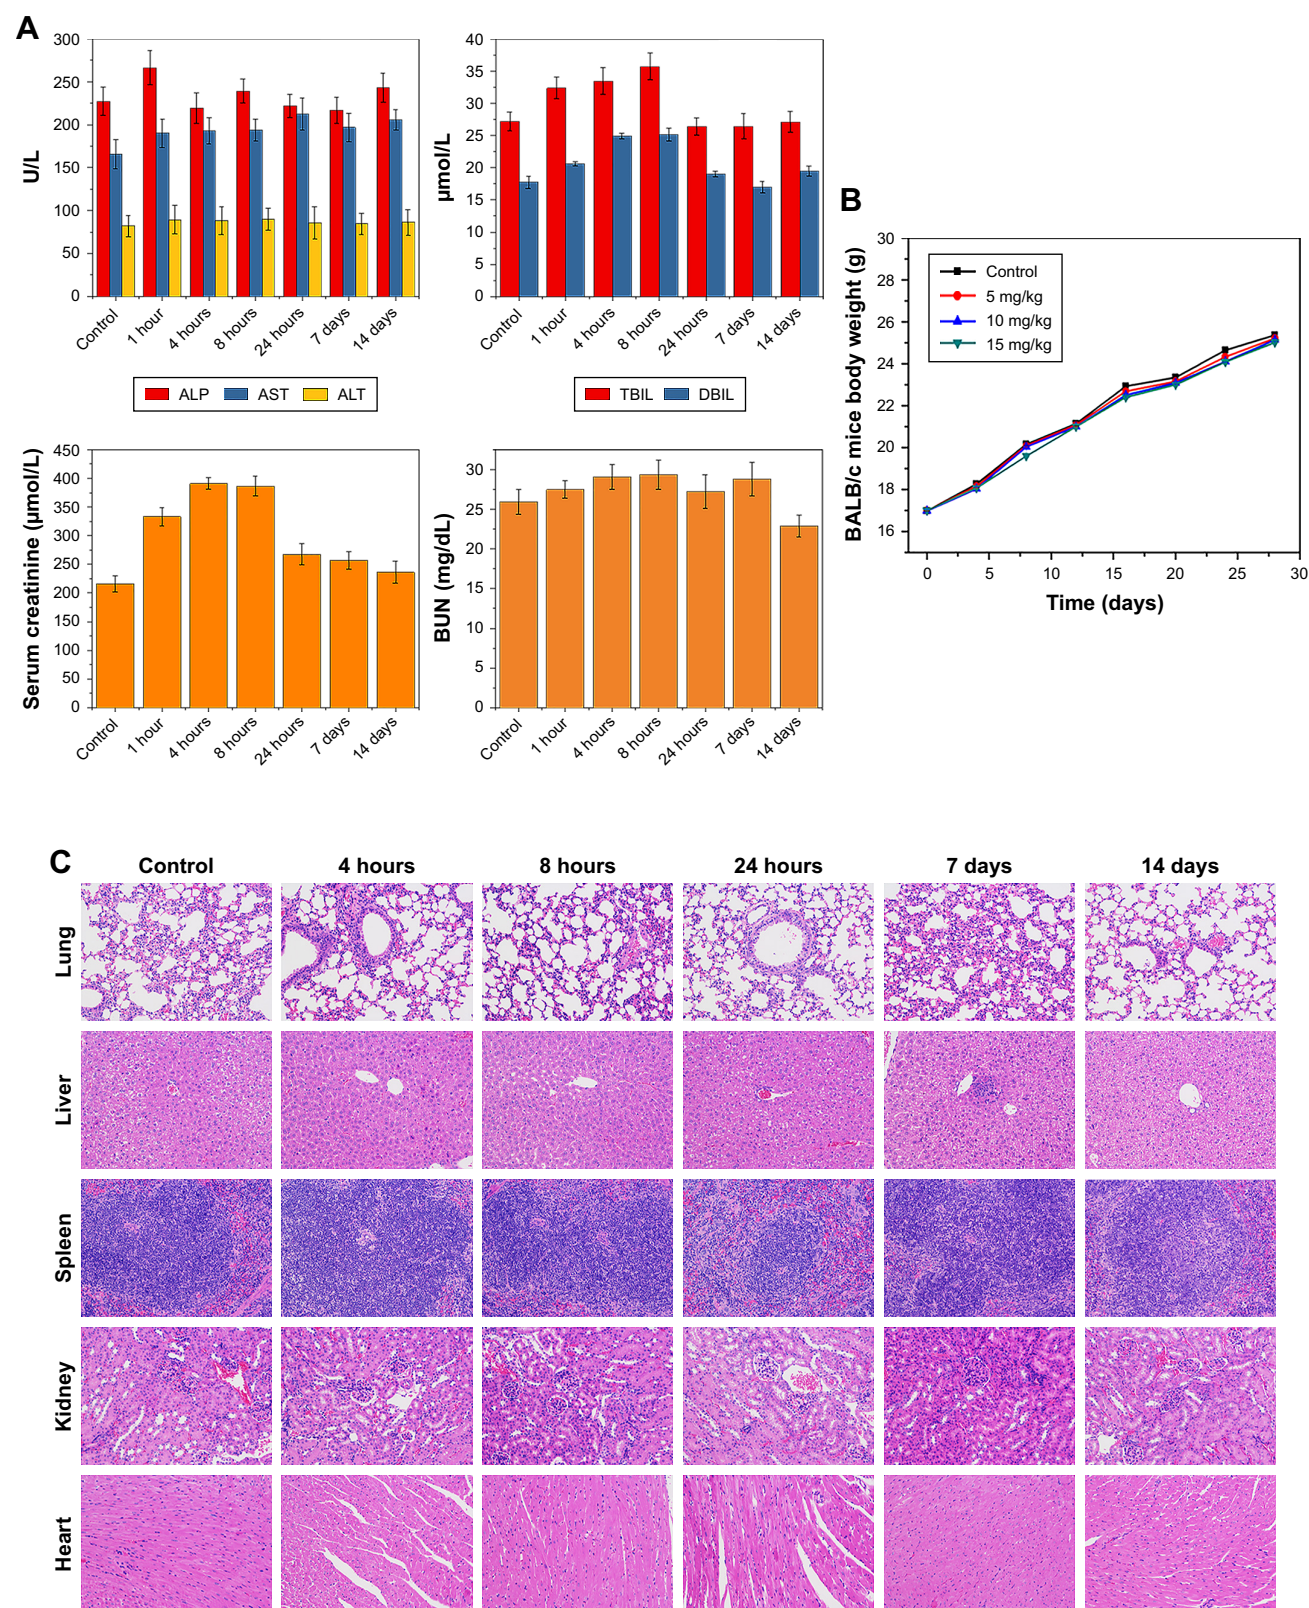 A
300
250
200
150
100
50
0
U/L
Control
1 hour
4 hours
8 hours
24 hours
7 days
14 days
ALP AST ALT
40
35
30
25
20
15
10
5
0
µmol/L
Control
1 hour
4 hours
8 hours
24 hours
7 days
14 days
TBIL DBIL
450
400
350
300
250
200
150
100
50
0
Serum creatinine (µmol/L)
Control
1 hour
4 hours
8 hours
24 hours
7 days
14 days
30
25
20
15
10
5
0
BUN (mg/dL)
Control
1 hour
4 hours
8 hours
24 hours
7 days
14 days
B
30
28
26
24
22
20
18
16
BALB/c mice body weight (g)
Control
5 mg/kg
10 mg/kg
15 mg/kg
0 5 10 15 20 25 30
Time (days)
C
Control 4 hours 8 hours 24 hours 7 days 14 days
Lung
Liver
Spleen
Kidney
Heart